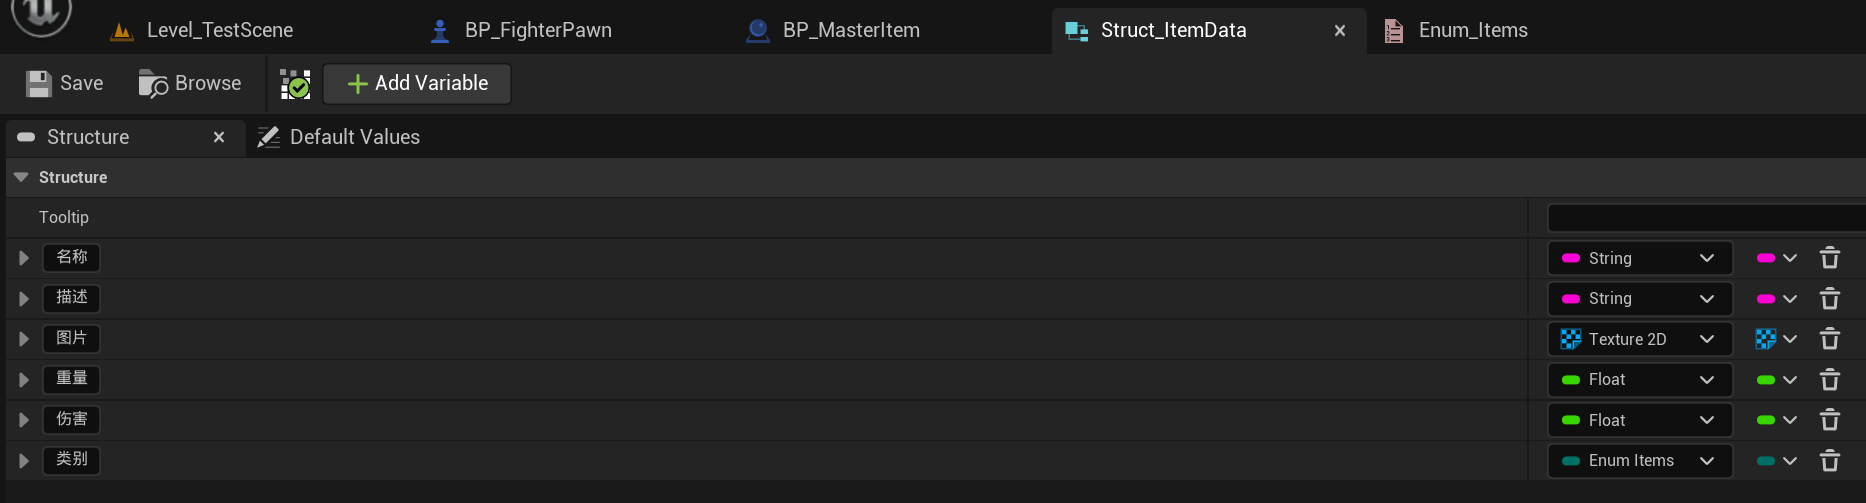 Level_TestScene BP_FighterPawn BP_MasterItem Struct_ItemData Enum_Items
Save Browse Add Variable
Structure Default Values
Structure
Tooltip
名称 String
描述 String
图片 Texture 2D
重量 Float
伤害 Float
类别 Enum Items